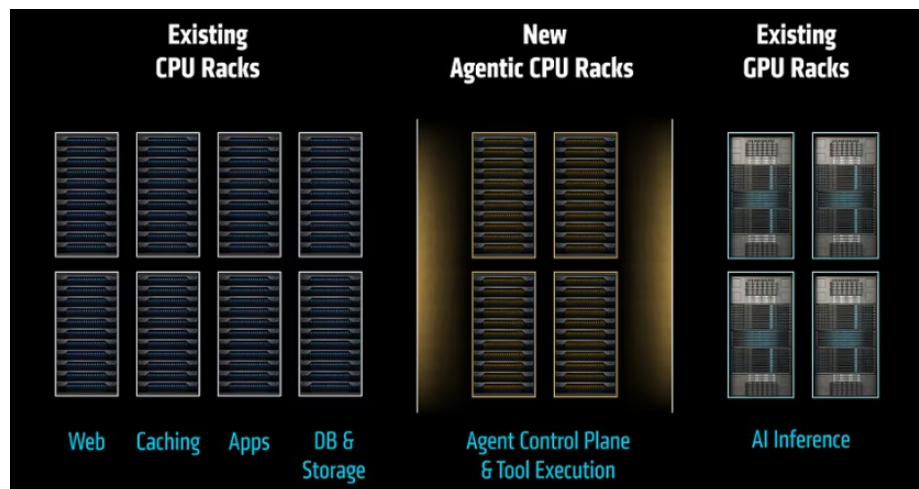 Existing
CPU Racks
New
Agentic CPU Racks
Existing
GPU Racks
Web
Caching
Apps
DB &
Storage
Agent Control Plane
& Tool Execution
AI Inference